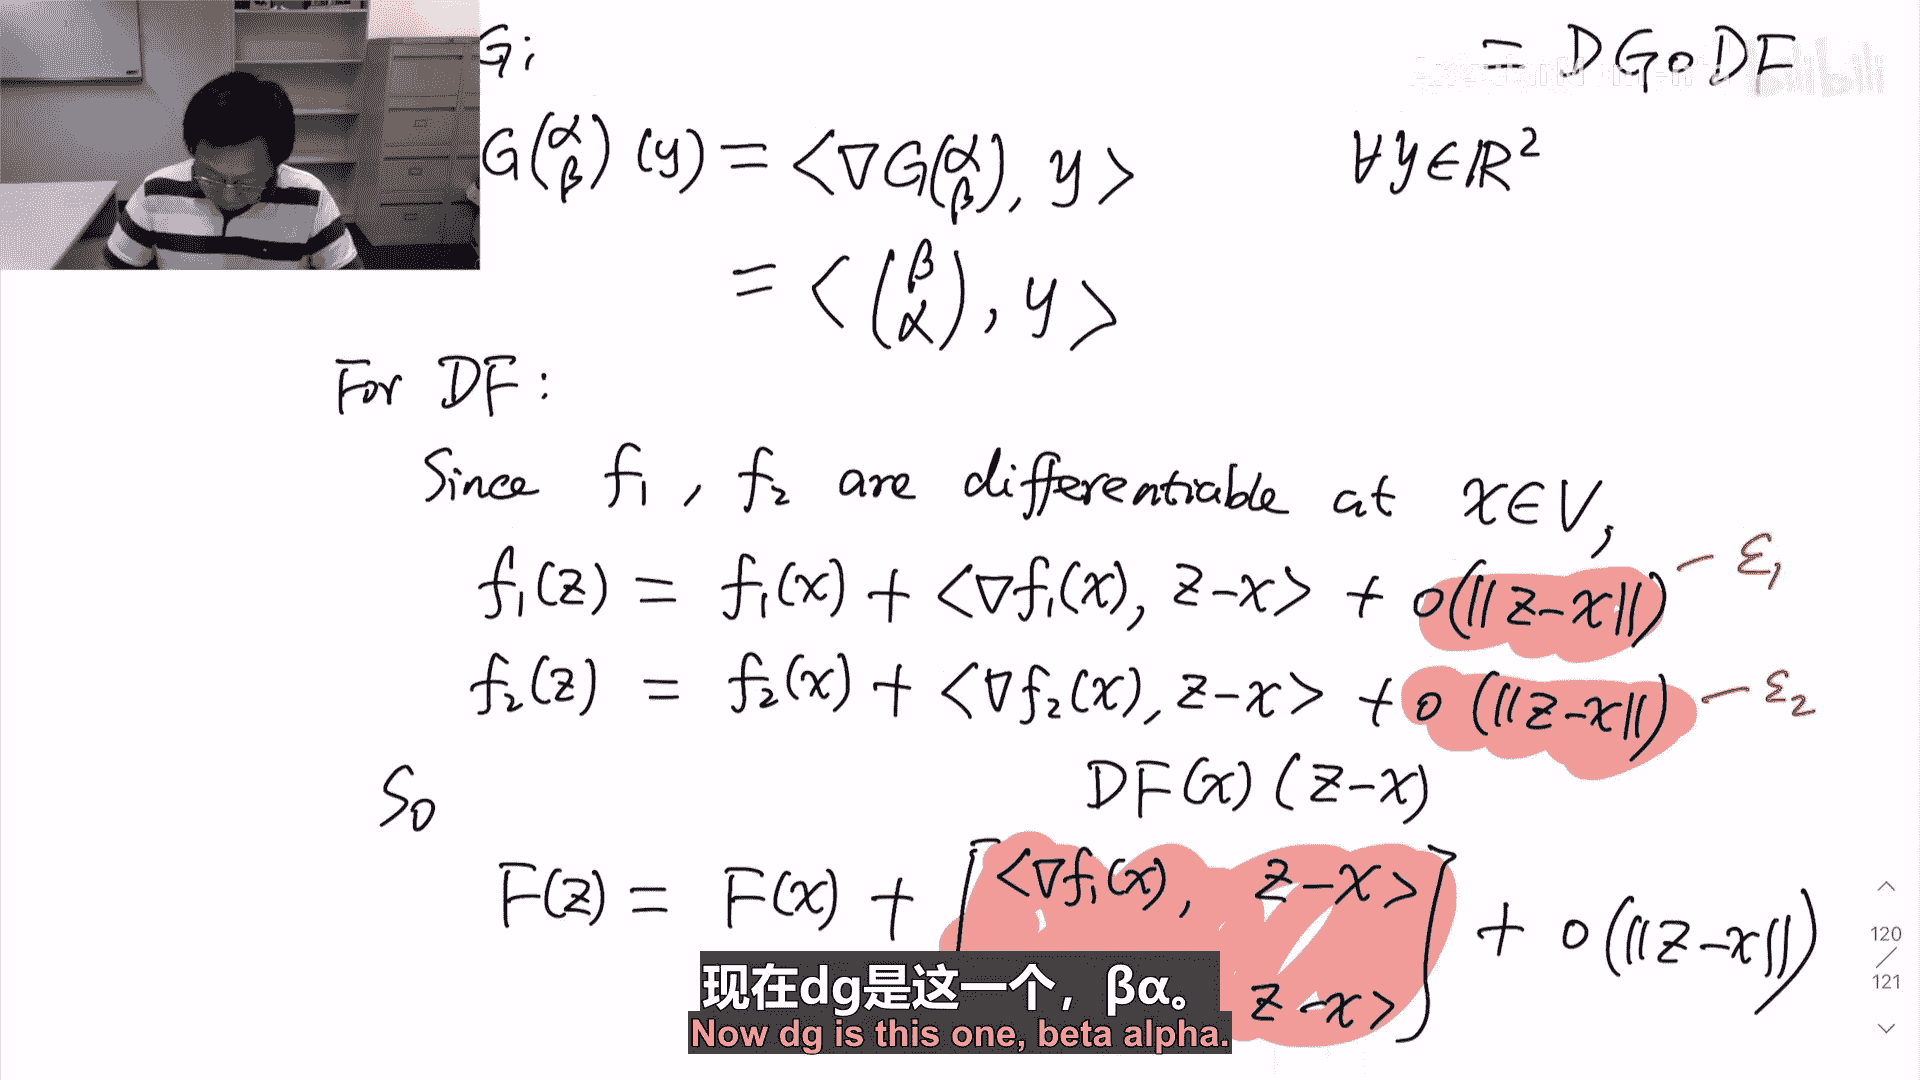 G:
= DG∘DF
G(α β)(y) = <∇G(α β), y>
∀y∈ℝ²
= <(β α), y>
For DF:
Since f₁, f₂ are differentiable at x∈V,
f₁(z) = f₁(x) + <∇f₁(x), z-x> + o(||z-x||) — ε₁
f₂(z) = f₂(x) + <∇f₂(x), z-x> + o(||z-x||) — ε₂
So
DF(x)(z-x)
F(z) = F(x) + [<∇f₁(x), z-x>
z-x>] + o(||z-x||)
现在dg是这一个，βα。
Now dg is this one, beta alpha.
120
/
121
bilibili